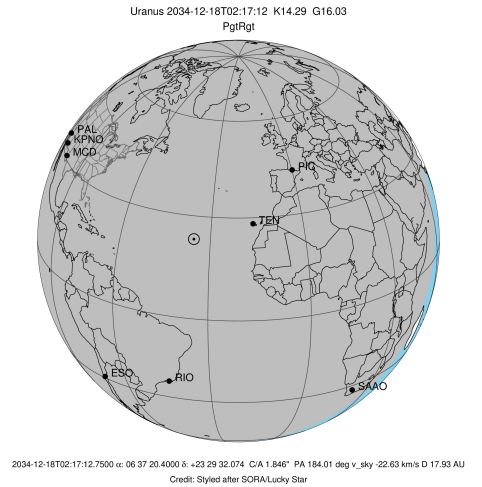 Uranus 2034-12-18T02:17:12 K14.29 G16.03
PgtRgt
PAL
KPNO
MCD
PIC
TEN
ESO
RIO
SAAO
2034-12-18T02:17:12.7500 α: 06 37 20.4000 δ: +23 29 32.074 C/A 1.846" PA 184.01 deg v_sky -22.63 km/s D 17.93 AU
Credit: Styled after SORA/Lucky Star